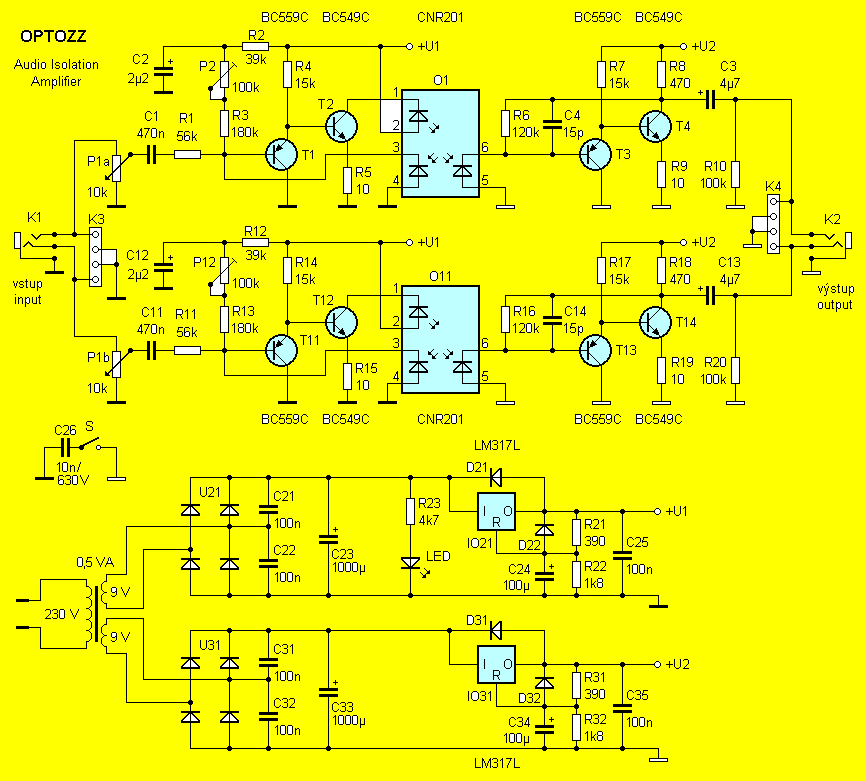 BC559C BC549C CNR201 BC559C BC549C
OPTOZZ
Audio Isolation
Amplifier
C2
2µ2
R2
39k
+U1
P2
100k
R4
15k
R3
180k
T2
O1
1
2
3
4
6
5
C1
470n
R1
56k
T1
R5
10
P1a
10k
R6
120k
C4
15p
R7
15k
R8
470
+U2
C3
4µ7
T4
T3
R9
10
R10
100k
K4
K1
K3
K2
vstup
input
výstup
output
C12
2µ2
R12
39k
+U1
P12
100k
R14
15k
R13
180k
T12
O11
1
2
3
4
6
5
C11
470n
R11
56k
T11
R15
10
P1b
10k
R16
120k
C14
15p
R17
15k
R18
470
+U2
C13
4µ7
T14
T13
R19
10
R20
100k
BC559C BC549C CNR201 BC559C BC549C
C26
10n/
630V
S
LM317L
U21
C21
100n
C22
100n
C23
1000µ
R23
4k7
LED
D21
I O
R
IO21
D22
C24
100µ
R21
390
R22
1k8
C25
100n
+U1
0,5 VA
230 V
9 V
9 V
U31
C31
100n
C32
100n
C33
1000µ
D31
I O
R
IO31
D32
C34
100µ
R31
390
R32
1k8
C35
100n
+U2
LM317L